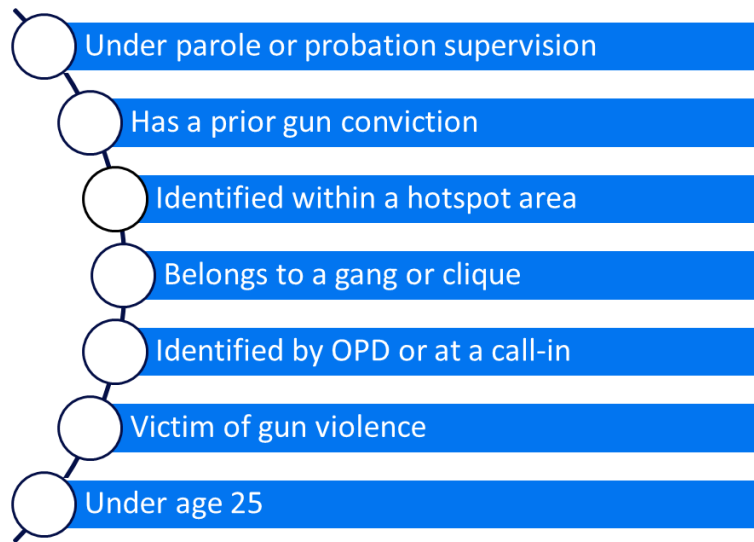 Under parole or probation supervision
Has a prior gun conviction
Identified within a hotspot area
Belongs to a gang or clique
Identified by OPD or at a call-in
Victim of gun violence
Under age 25